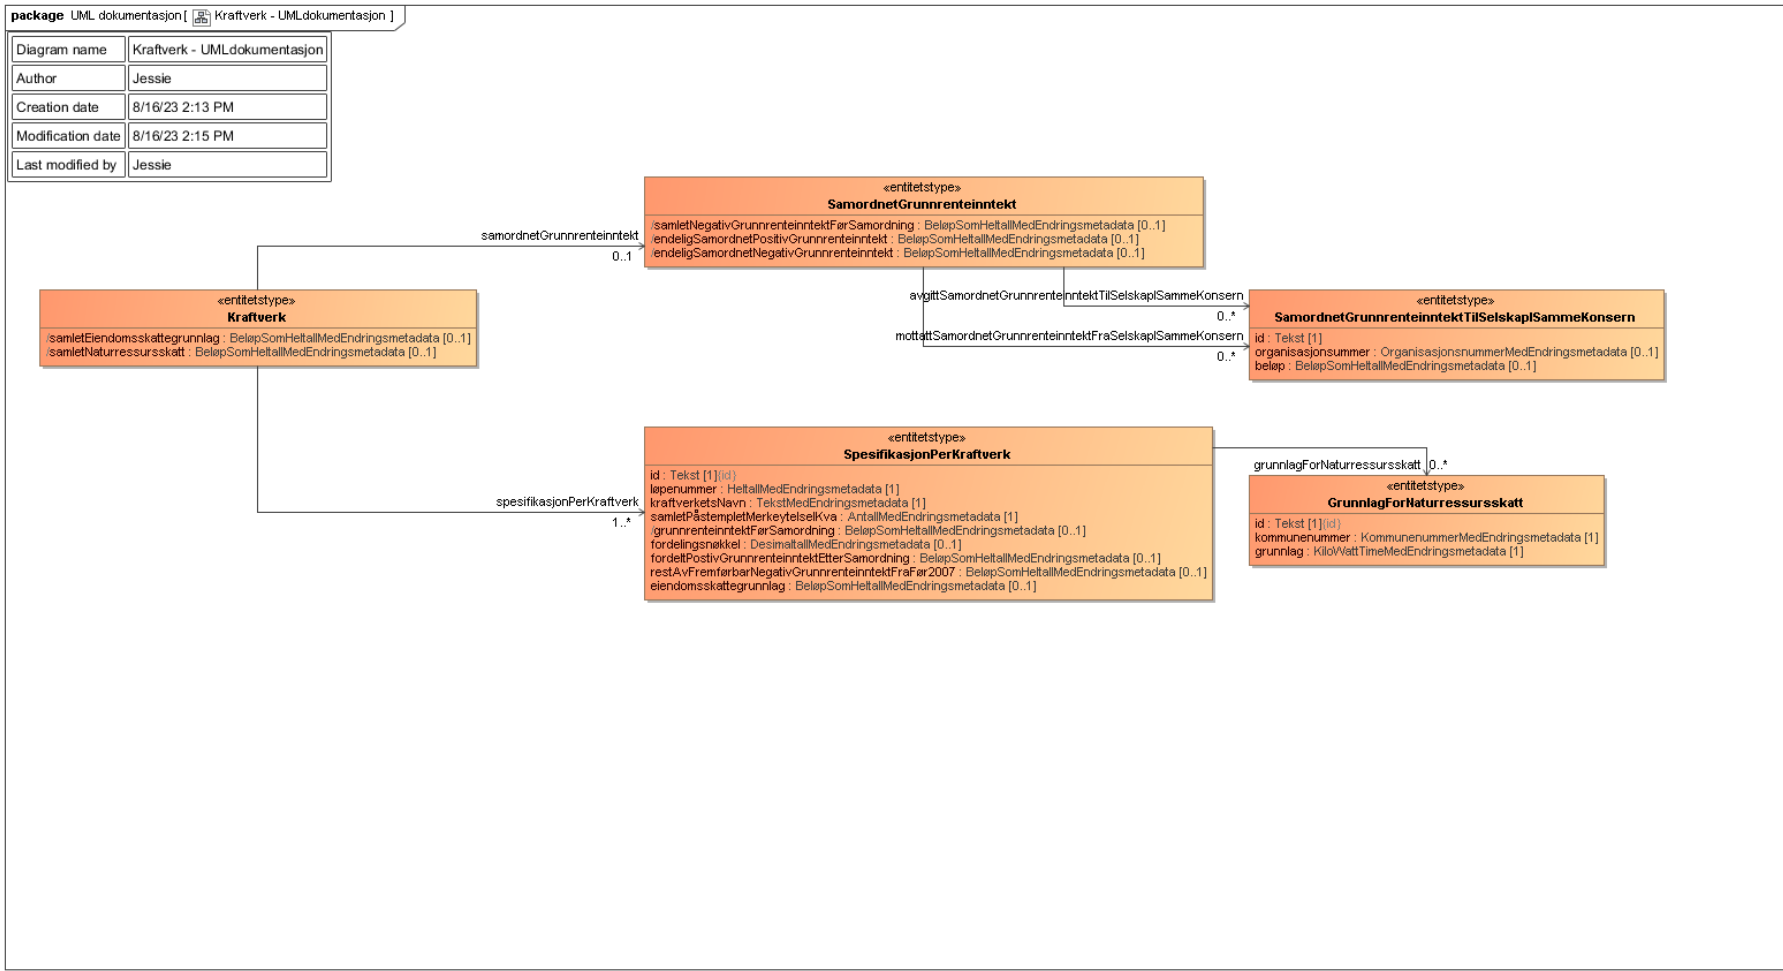 package UML dokumentasjon [ Kraftverk - UMLdokumentasjon ]
Diagram name Kraftverk - UMLdokumentasjon
Author Jessie
Creation date 8/16/23 2:13 PM
Modification date 8/16/23 2:15 PM
Last modified by Jessie
«entitetstype»
SamordnetGrunnrenteinntekt
/samletNegativGrunnrenteinntektFørSamordning : BeløpSomHeltallMedEndringsmetadata [0..1]
/endeligSamordnetPositivGrunnrenteinntekt : BeløpSomHeltallMedEndringsmetadata [0..1]
/endeligSamordnetNegativGrunnrenteinntekt : BeløpSomHeltallMedEndringsmetadata [0..1]
samordnetGrunnrenteinntekt
0..1
«entitetstype»
Kraftverk
/samletEiendomsskattegrunnlag : BeløpSomHeltallMedEndringsmetadata [0..1]
/samletNaturressursskatt : BeløpSomHeltallMedEndringsmetadata [0..1]
avgittSamordnetGrunnrenteinntektTilSelskapISammeKonsern
0..*
mottattSamordnetGrunnrenteinntektFraSelskapISammeKonsern
0..*
«entitetstype»
SamordnetGrunnrenteinntektTilSelskapISammeKonsern
id : Tekst [1]
organisasjonsummer : OrganisasjonsnummerMedEndringsmetadata [0..1]
beløp : BeløpSomHeltallMedEndringsmetadata [0..1]
spesifikasjonPerKraftverk
1..*
«entitetstype»
SpesifikasjonPerKraftverk
id : Tekst [1]{id}
løpenummer : HeltallMedEndringsmetadata [1]
kraftverketsNavn : TekstMedEndringsmetadata [1]
samletPåstempletMerkeytelseIKva : AntallMedEndringsmetadata [1]
/grunnrenteinntektFørSamordning : BeløpSomHeltallMedEndringsmetadata [0..1]
fordelingsnøkkel : DesimaltallMedEndringsmetadata [0..1]
fordeltPostivGrunnrenteinntektEtterSamordning : BeløpSomHeltallMedEndringsmetadata [0..1]
restAvFremførbarNegativGrunnrenteinntektFraFør2007 : BeløpSomHeltallMedEndringsmetadata [0..1]
eiendomsskattegrunnlag : BeløpSomHeltallMedEndringsmetadata [0..1]
grunnlagForNaturressursskatt 0..*
«entitetstype»
GrunnlagForNaturressursskatt
id : Tekst [1]{id}
kommunenummer : KommunenummerMedEndringsmetadata [1]
grunnlag : KiloWattTimeMedEndringsmetadata [1]